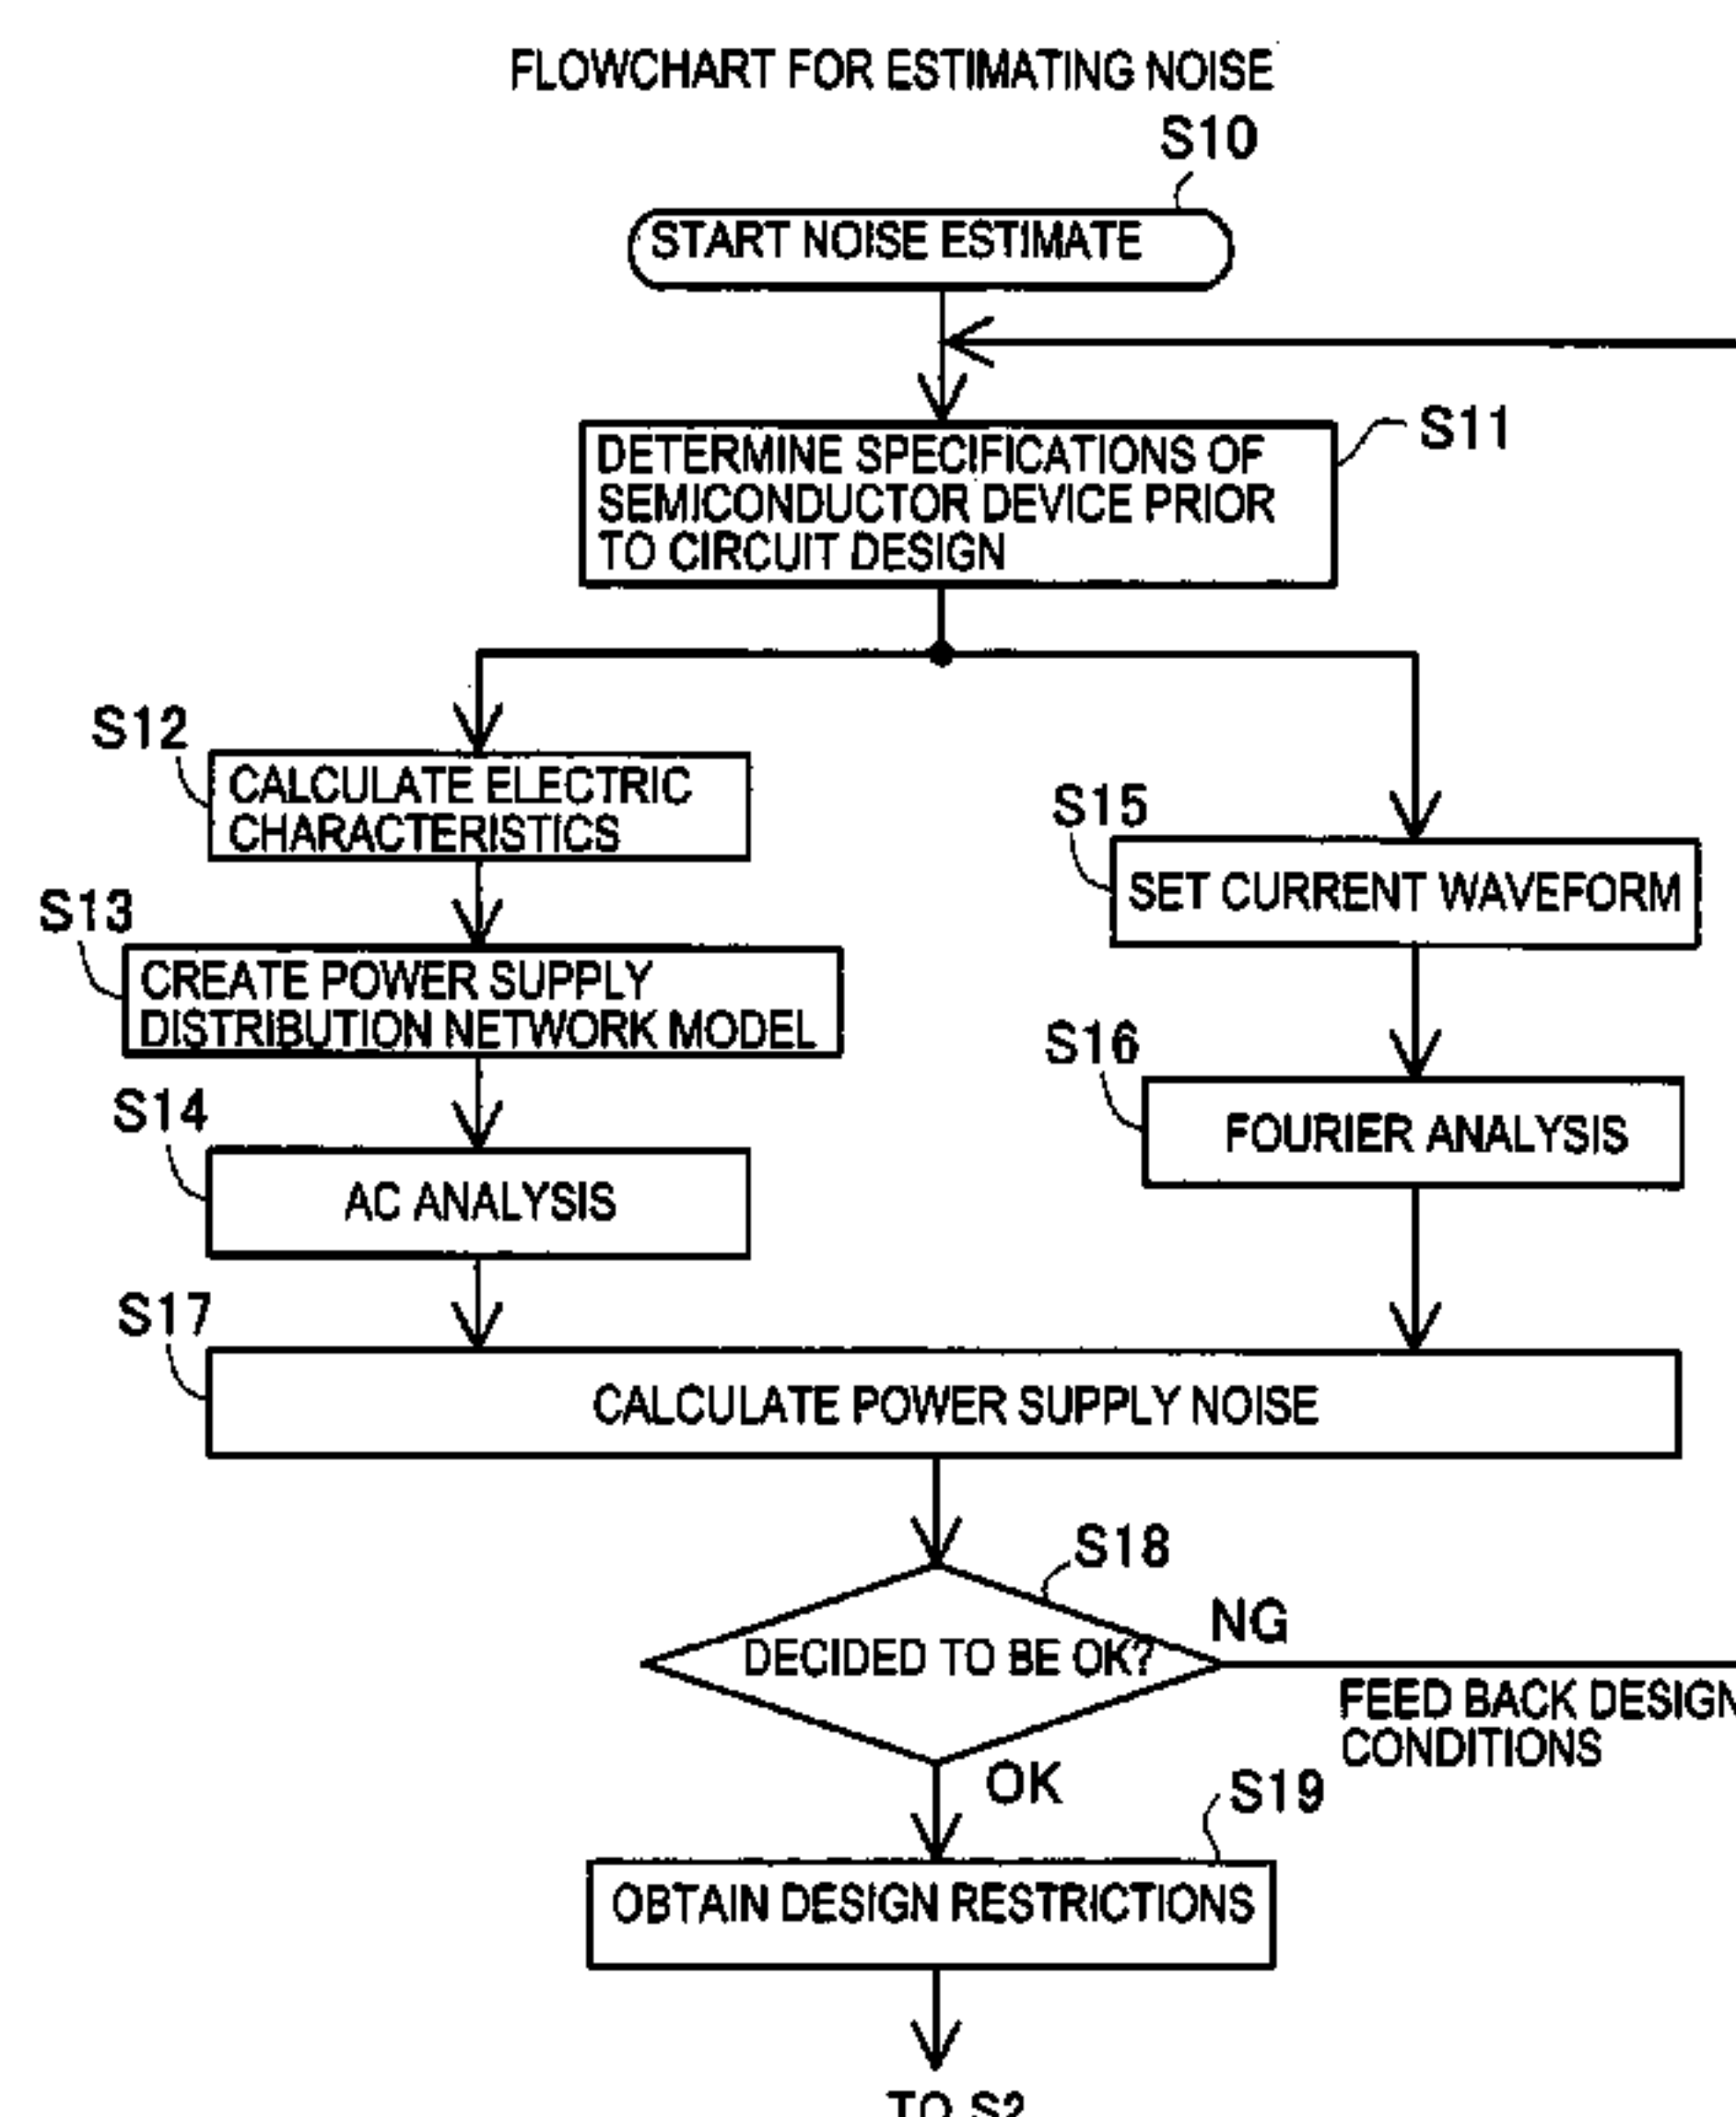 FLOWCHART FOR ESTIMATING NOISE
S10
START NOISE ESTIMATE
S11
DETERMINE SPECIFICATIONS OF
SEMICONDUCTOR DEVICE PRIOR
TO CIRCUIT DESIGN
S12
CALCULATE ELECTRIC
CHARACTERISTICS
S15
SET CURRENT WAVEFORM
S13
CREATE POWER SUPPLY
DISTRIBUTION NETWORK MODEL
S16
FOURIER ANALYSIS
S14
AC ANALYSIS
S17
CALCULATE POWER SUPPLY NOISE
S18
DECIDED TO BE OK?
NG
FEED BACK DESIGN
CONDITIONS
OK
S19
OBTAIN DESIGN RESTRICTIONS
TO S2